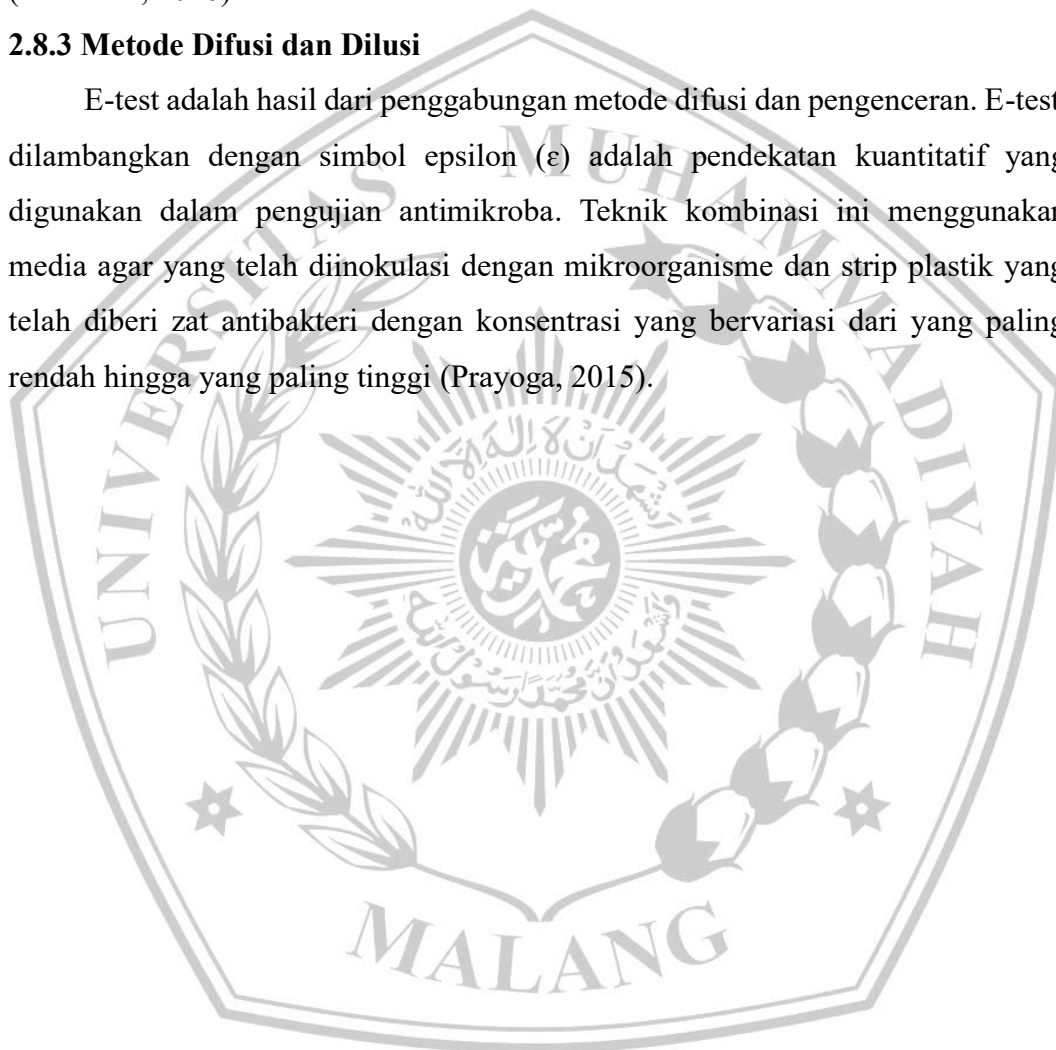 2.8.3 Metode Difusi dan Dilusi
E-test adalah hasil dari penggabungan metode difusi dan pengenceran. E-test
dilambangkan dengan simbol epsilon (ε) adalah pendekatan kuantitatif yang
digunakan dalam pengujian antimikroba. Teknik kombinasi ini menggunakan
media agar yang telah diinokulasi dengan mikroorganisme dan strip plastik yang
telah diberi zat antibakteri dengan konsentrasi yang bervariasi dari yang paling
rendah hingga yang paling tinggi (Prayoga, 2015).
UNIVERSITAS MUHAMMADIYAH
MALANG